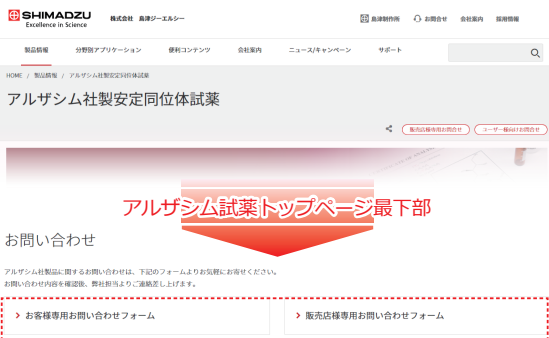 SHIMADZU
Excellence in Science
株式会社 島津ジーエルシー
島津製作所 お問合せ 会社案内 採用情報
製品情報 分野別アプリケーション 便利コンテンツ 会社案内 ニュース/キャンペーン サポート
HOME / 製品情報 / アルザシム社製安定同位体試薬
アルザシム社製安定同位体試薬
販売店様専用お問合せ ユーザー様向けお問合せ
アルザシム試薬トップページ最下部
お問い合わせ
アルザシム社製品に関するお問い合わせは、下記のフォームよりお気軽にお寄せください。
お問い合わせ内容を確認後、弊社担当よりご連絡差し上げます。
お客様専用お問い合わせフォーム 販売店様専用お問い合わせフォーム